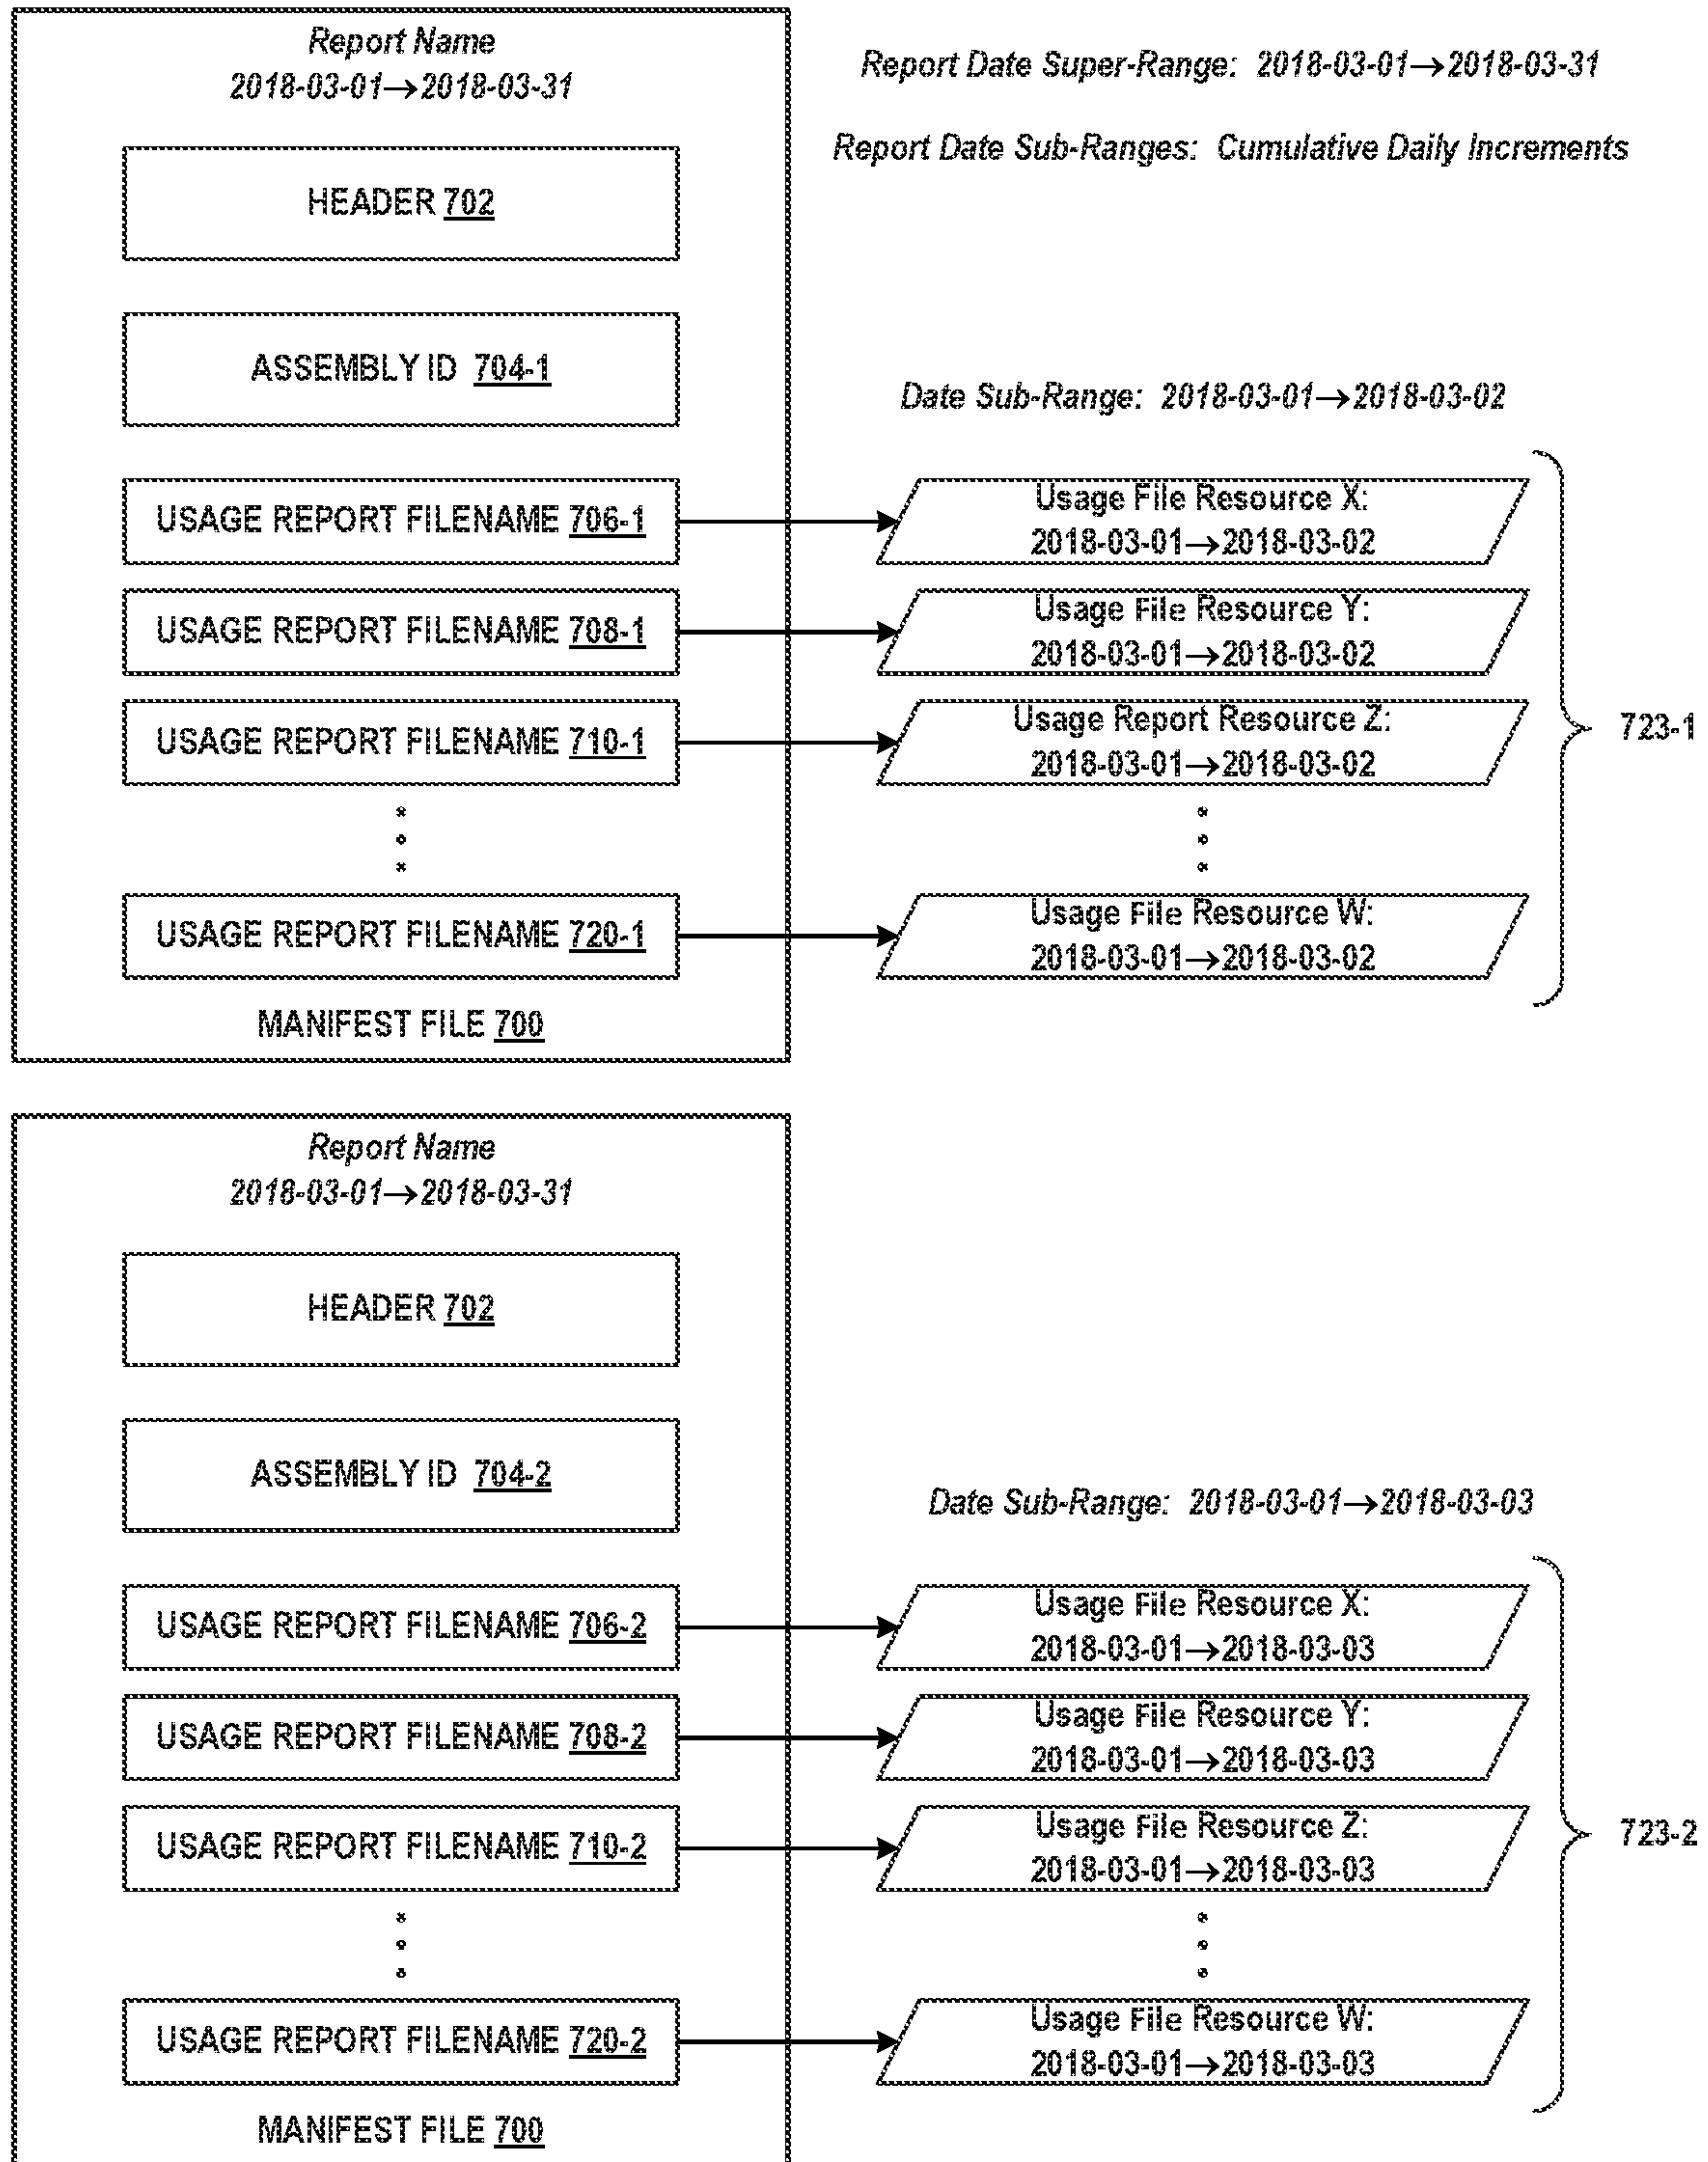 Report Name
2018-03-01→2018-03-31
Report Date Super-Range: 2018-03-01→2018-03-31
Report Date Sub-Ranges: Cumulative Daily Increments
HEADER 702
ASSEMBLY ID 704-1
Date Sub-Range: 2018-03-01→2018-03-02
USAGE REPORT FILENAME 706-1
Usage File Resource X:
2018-03-01→2018-03-02
USAGE REPORT FILENAME 708-1
Usage File Resource Y:
2018-03-01→2018-03-02
USAGE REPORT FILENAME 710-1
Usage Report Resource Z:
2018-03-01→2018-03-02
723-1
USAGE REPORT FILENAME 720-1
Usage File Resource W:
2018-03-01→2018-03-02
MANIFEST FILE 700
Report Name
2018-03-01→2018-03-31
HEADER 702
ASSEMBLY ID 704-2
Date Sub-Range: 2018-03-01→2018-03-03
USAGE REPORT FILENAME 706-2
Usage File Resource X:
2018-03-01→2018-03-03
USAGE REPORT FILENAME 708-2
Usage File Resource Y:
2018-03-01→2018-03-03
USAGE REPORT FILENAME 710-2
Usage File Resource Z:
2018-03-01→2018-03-03
723-2
USAGE REPORT FILENAME 720-2
Usage File Resource W:
2018-03-01→2018-03-03
MANIFEST FILE 700